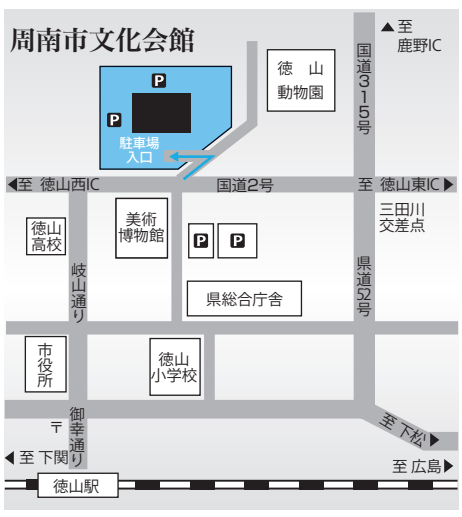 周南市文化会館
▲至
鹿野IC
国道315号
徳 山
動物園
P
P
駐車場
入口
◀至 徳山西IC
国道2号
至 徳山東IC▶
三田川
交差点
徳山
高校
美術
博物館
P
P
岐山通り
県道52号
県総合庁舎
市役所
徳山
小学校
御幸通り
〒
至 下松▶
◀至 下関
至 広島▶
徳山駅